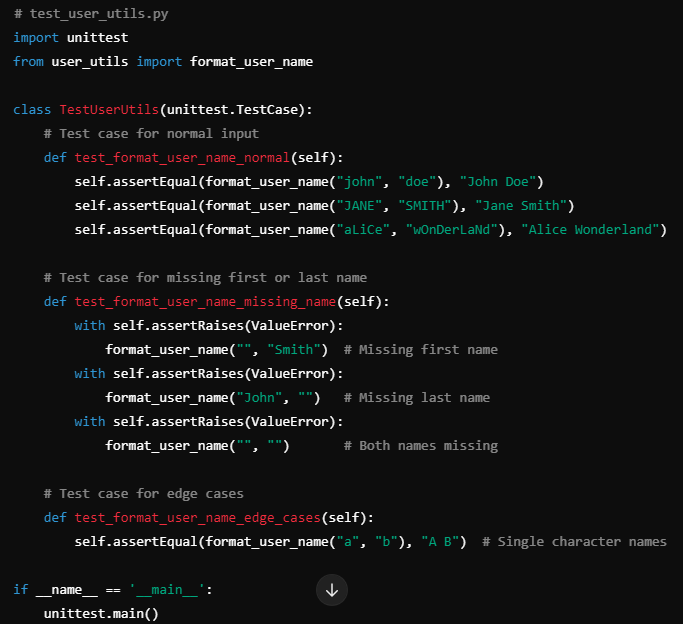 # test_user_utils.py
import unittest
from user_utils import format_user_name

class TestUserUtils(unittest.TestCase):
    # Test case for normal input
    def test_format_user_name_normal(self):
        self.assertEqual(format_user_name("john", "doe"), "John Doe")
        self.assertEqual(format_user_name("JANE", "SMITH"), "Jane Smith")
        self.assertEqual(format_user_name("aLiCe", "wOnDerLaNd"), "Alice Wonderland")

    # Test case for missing first or last name
    def test_format_user_name_missing_name(self):
        with self.assertRaises(ValueError):
            format_user_name("", "Smith")  # Missing first name
        with self.assertRaises(ValueError):
            format_user_name("John", "")   # Missing last name
        with self.assertRaises(ValueError):
            format_user_name("", "")       # Both names missing

    # Test case for edge cases
    def test_format_user_name_edge_cases(self):
        self.assertEqual(format_user_name("a", "b"), "A B")  # Single character names

if __name__ == '__main__':
    unittest.main()